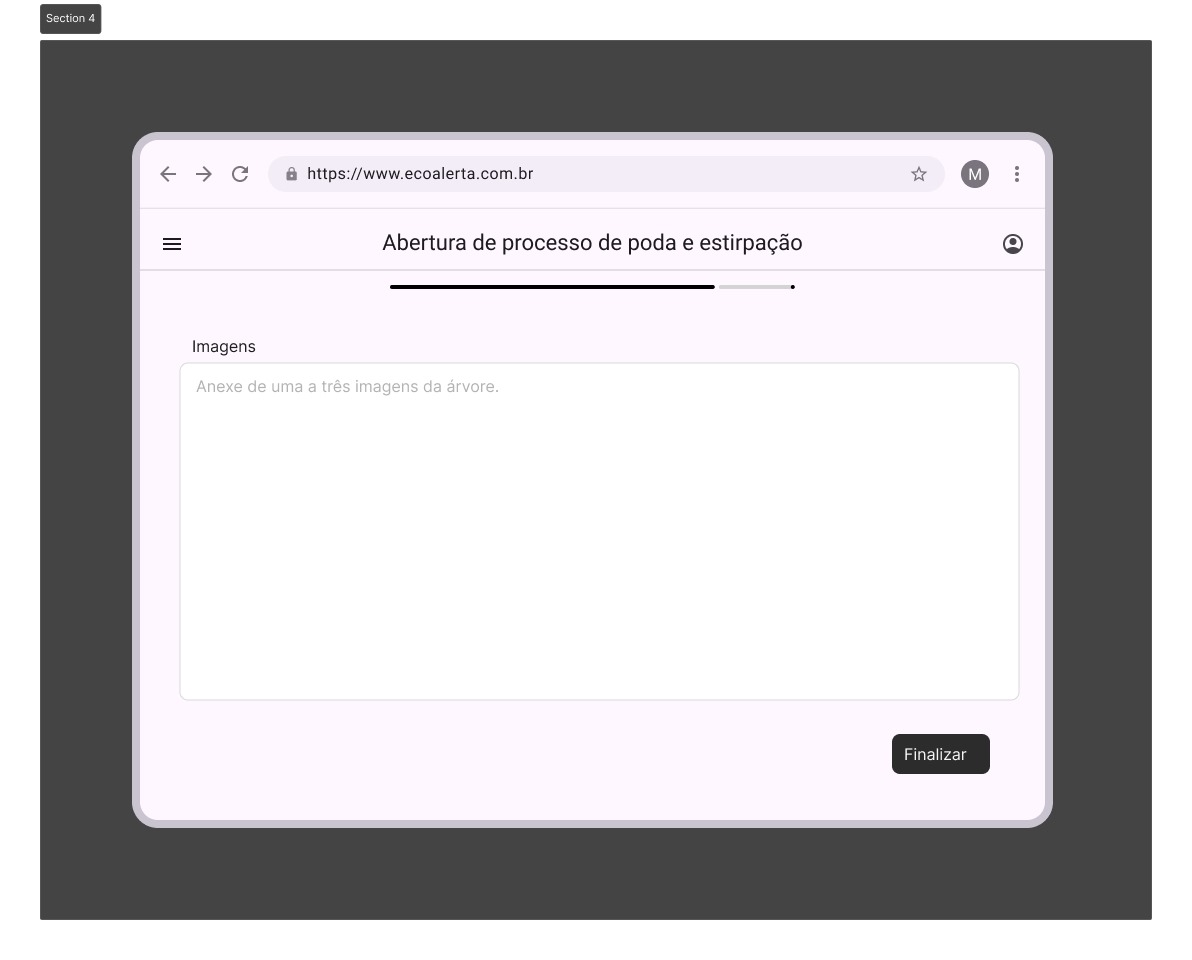 Section 4
https://www.ecoalerta.com.br
M
Abertura de processo de poda e estirpação
Imagens
Anexe de uma a três imagens da árvore.
Finalizar